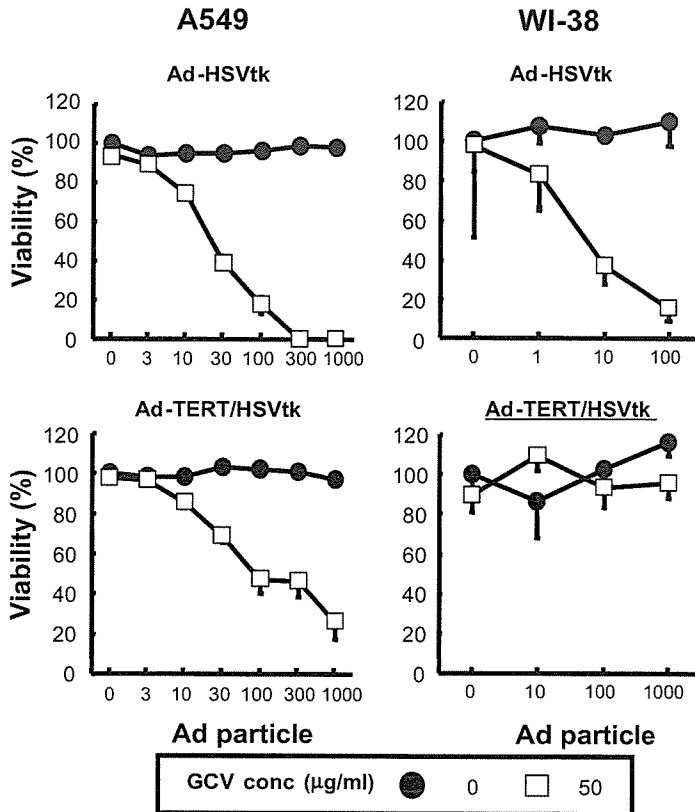 A549
WI-38
Ad-HSVtk
Ad-HSVtk
Viability (%)
120
100
80
60
40
20
0
0 3 10 30 100 300 1000
120
100
80
60
40
20
0
0 1 10 100
Ad-TERT/HSVtk
Ad-TERT/HSVtk
Viability (%)
120
100
80
60
40
20
0
0 3 10 30 100 300 1000
120
100
80
60
40
20
0
0 10 100 1000
Ad particle
Ad particle
GCV conc (μg/ml) 0 50